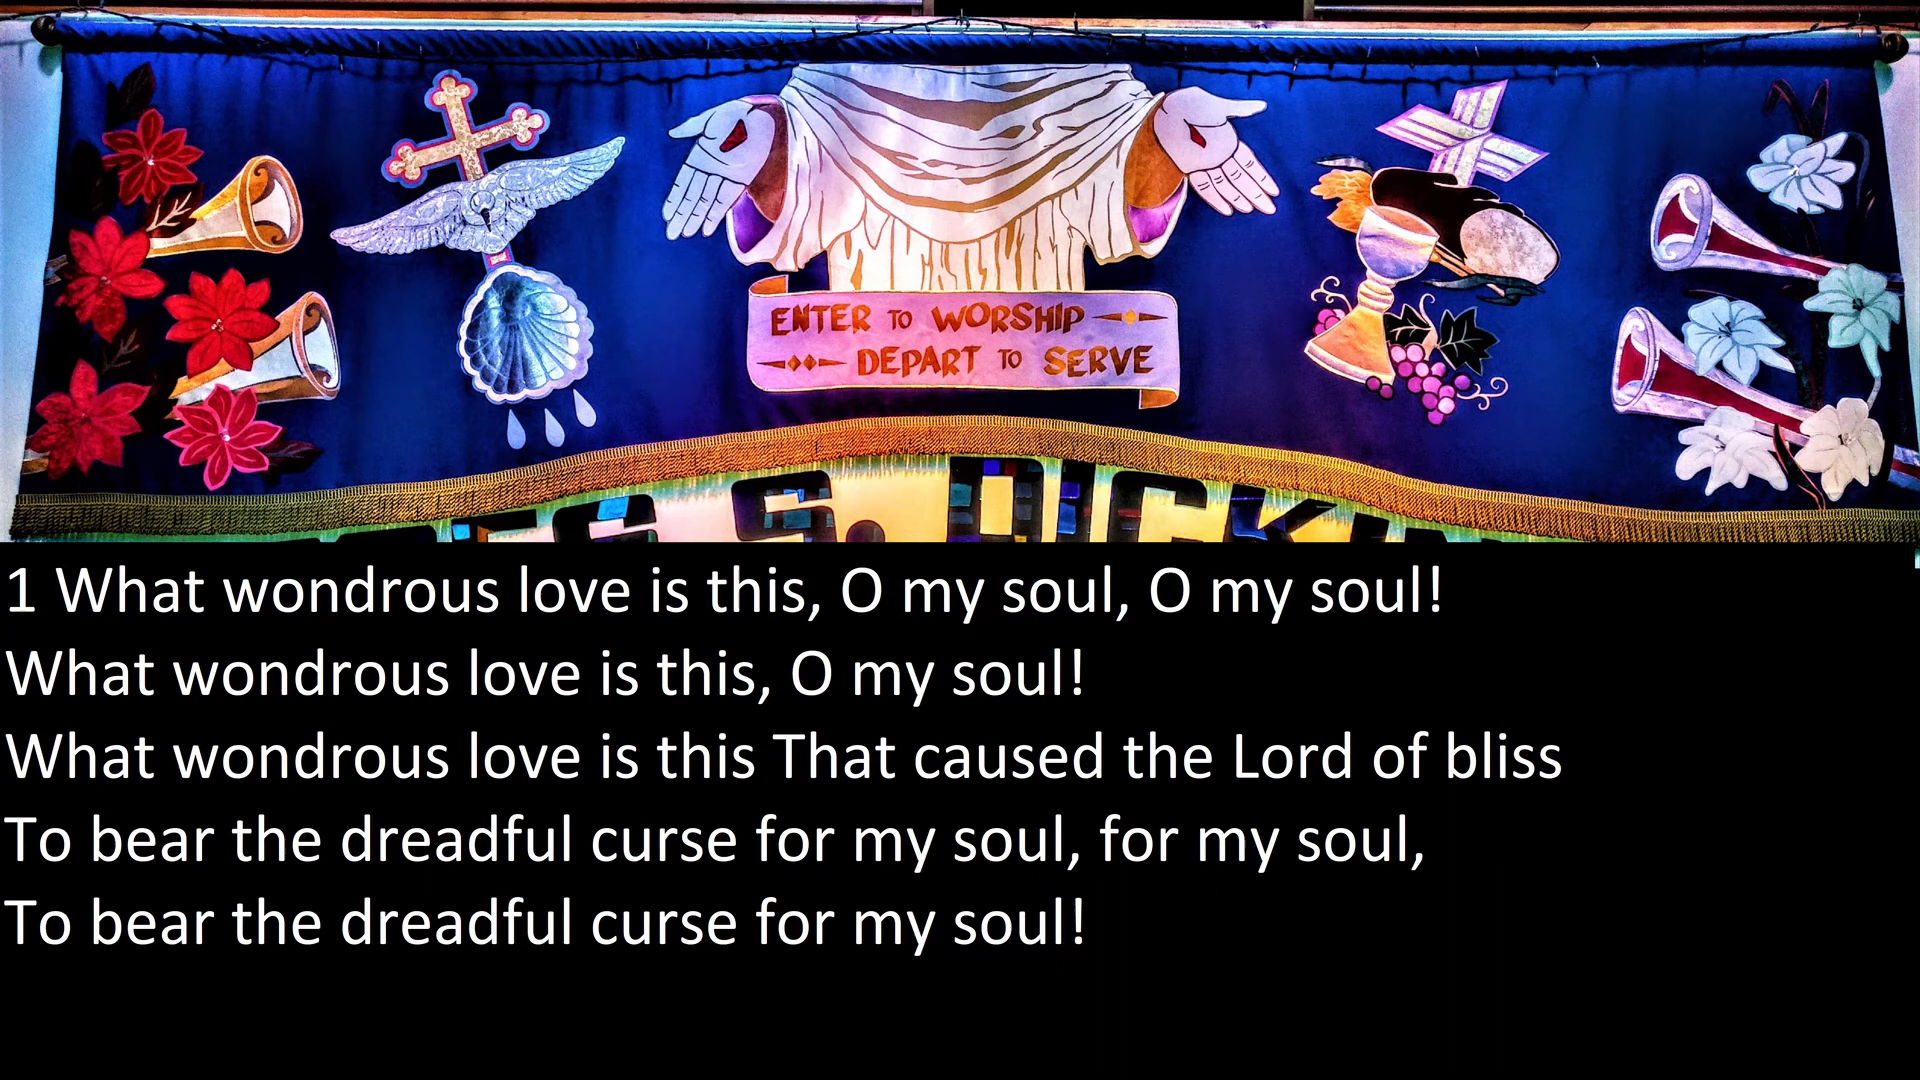 ENTER TO WORSHIP
DEPART TO SERVE
1 What wondrous love is this, O my soul, O my soul!
What wondrous love is this, O my soul!
What wondrous love is this That caused the Lord of bliss
To bear the dreadful curse for my soul, for my soul,
To bear the dreadful curse for my soul!